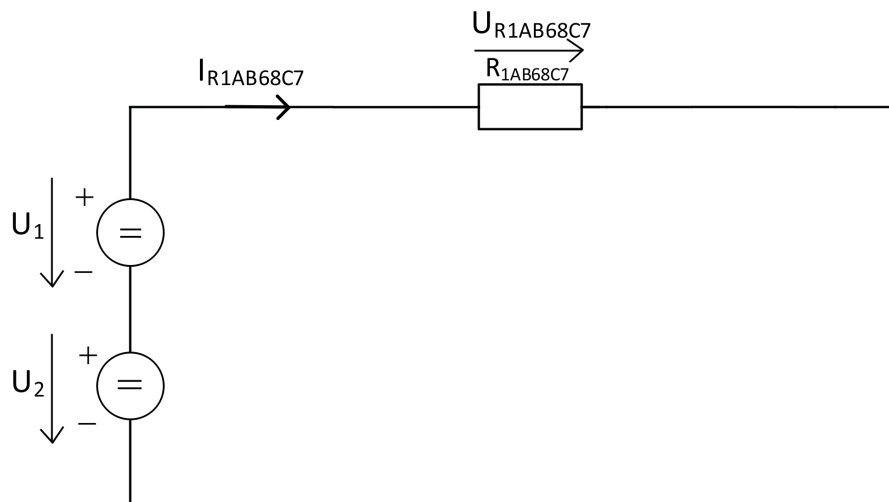 U_R1AB68C7
I_R1AB68C7
R_1AB68C7
+
U_1
=
−
+
U_2
=
−